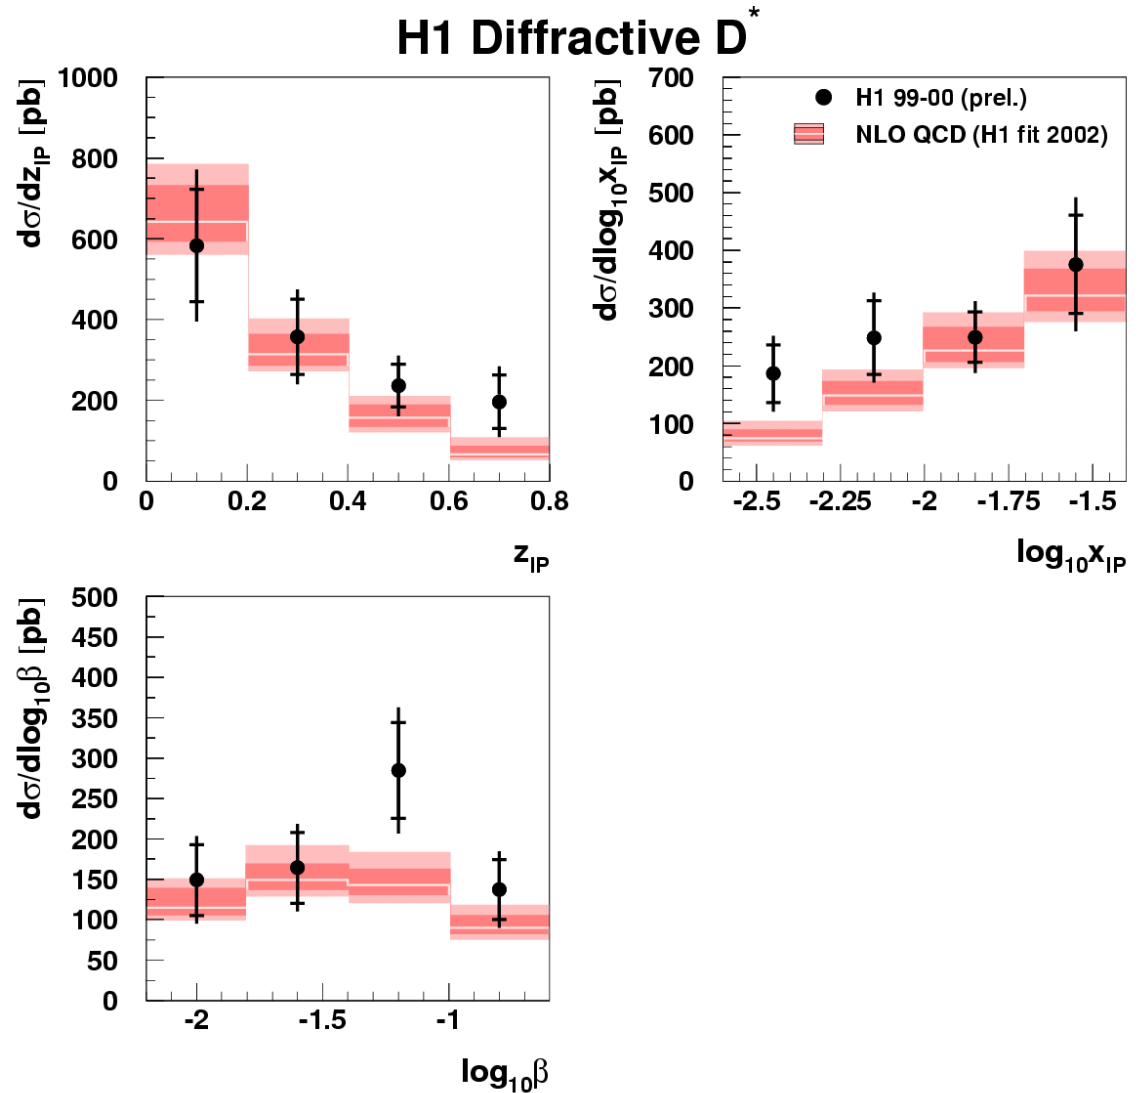 H1 Diffractive D*
dσ/dz_IP [pb]
1000
800
600
400
200
0
0 0.2 0.4 0.6 0.8
z_IP
dσ/dlog₁₀x_IP [pb]
700
600
500
400
300
200
100
0
H1 99-00 (prel.)
NLO QCD (H1 fit 2002)
-2.5 -2.25 -2 -1.75 -1.5
log₁₀x_IP
dσ/dlog₁₀β [pb]
500
450
400
350
300
250
200
150
100
50
0
-2 -1.5 -1
log₁₀β